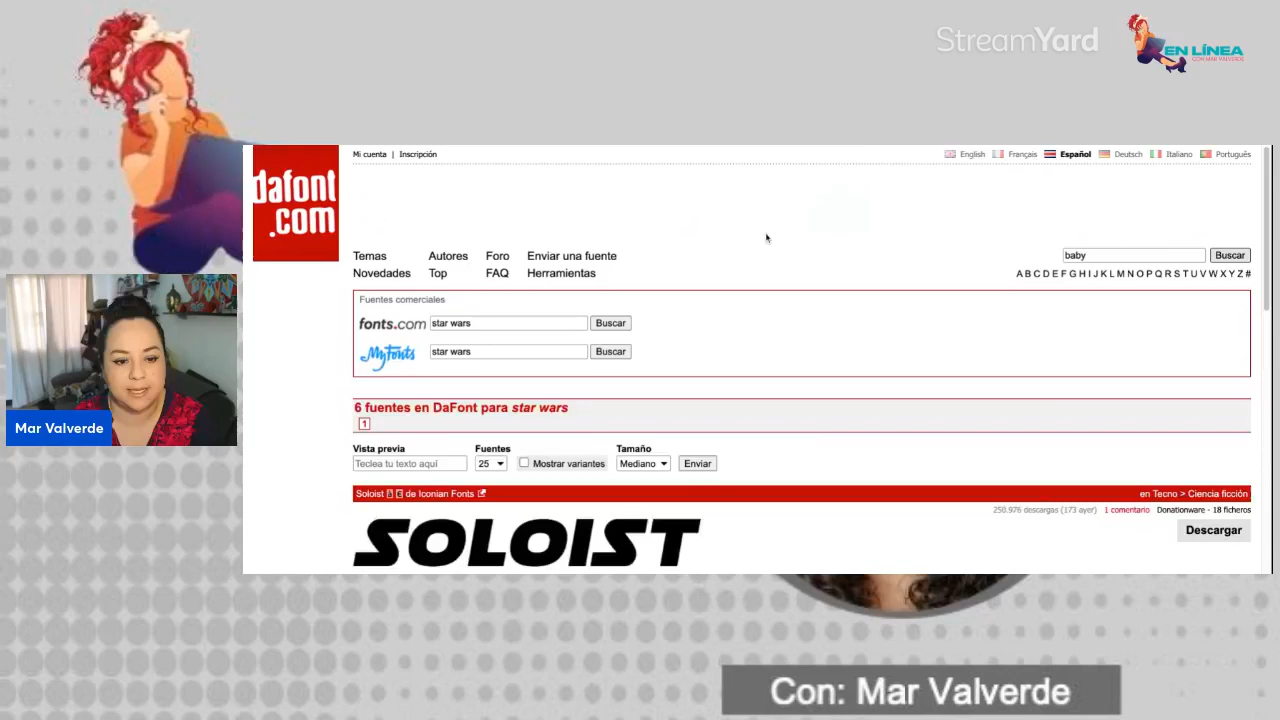 StreamYard
EN LÍNEA
CON MAR VALVERDE
dafont
.com
Mi cuenta | Inscripción
English Français Español Deutsch Italiano Português
Temas Autores Foro Enviar una fuente
Novedades Top FAQ Herramientas
baby Buscar
A B C D E F G H I J K L M N O P Q R S T U V W X Y Z #
Fuentes comerciales
fonts.com star wars Buscar
MyFonts star wars Buscar
6 fuentes en DaFont para star wars
1
Vista previa Fuentes Tamaño
Teclea tu texto aquí 25 Mostrar variantes Mediano Enviar
Soloist à € de Iconian Fonts en Tecno > Ciencia ficción
250.976 descargas (173 ayer) 1 comentario Donationware - 18 ficheros
SOLOIST
Descargar
Mar Valverde
Con: Mar Valverde